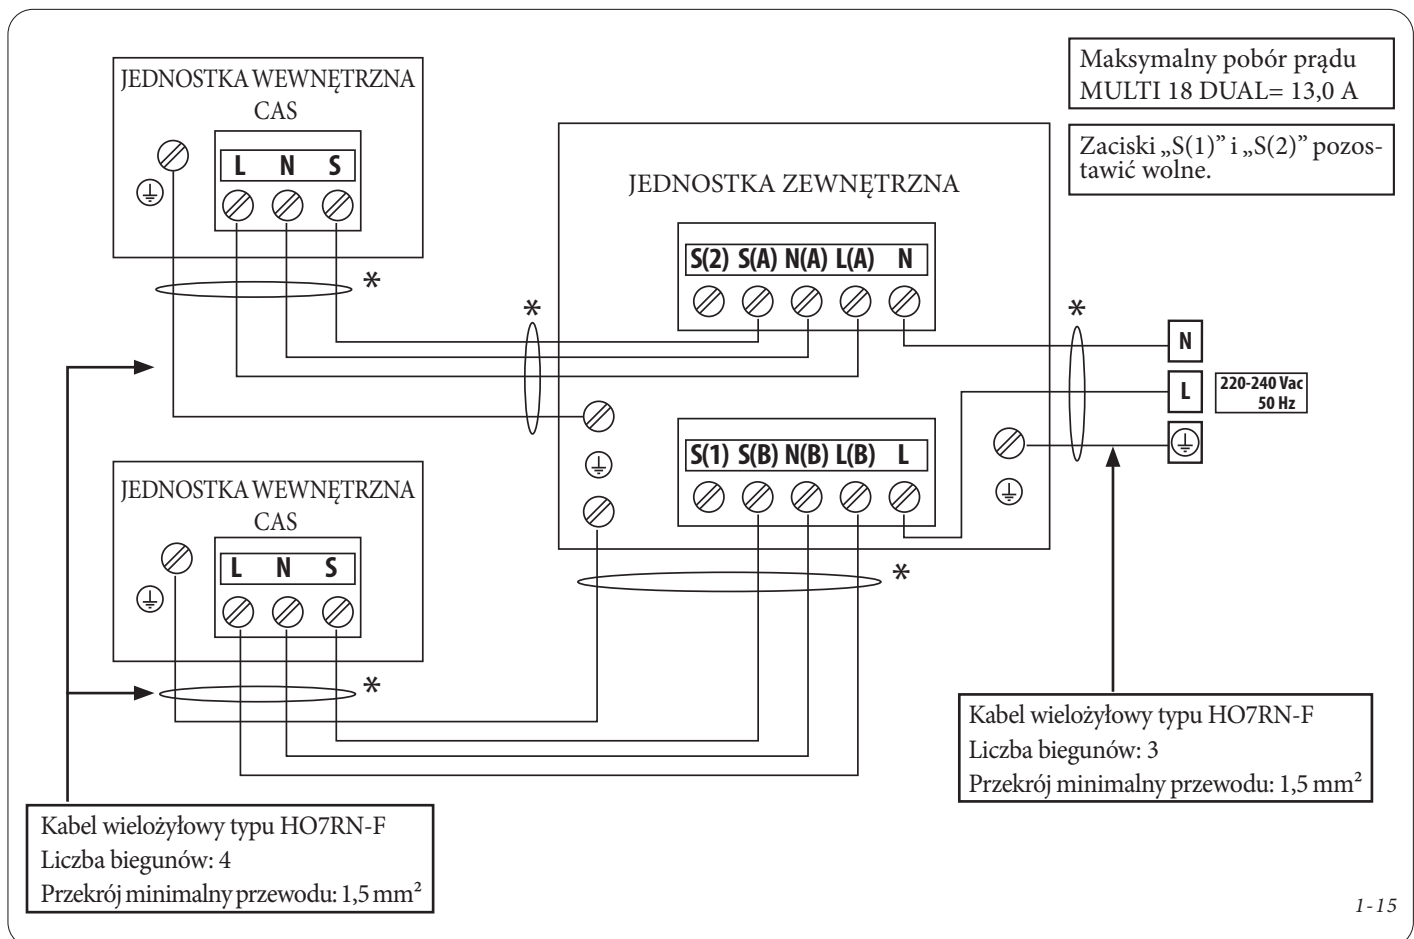 JEDNOSTKA WEWNĘTRZNA
CAS
L N S
*
Maksymalny pobór prądu
MULTI 18 DUAL= 13,0 A
Zaciski „S(1)” i „S(2)” pozos-
tawić wolne.
JEDNOSTKA ZEWNĘTRZNA
S(2) S(A) N(A) L(A) N
*
*
N
L
220-240 Vac
50 Hz
S(1) S(B) N(B) L(B) L
*
JEDNOSTKA WEWNĘTRZNA
CAS
L N S
*
Kabel wielożyłowy typu HO7RN-F
Liczba biegunów: 3
Przekrój minimalny przewodu: 1,5 mm²
Kabel wielożyłowy typu HO7RN-F
Liczba biegunów: 4
Przekrój minimalny przewodu: 1,5 mm²
1-15